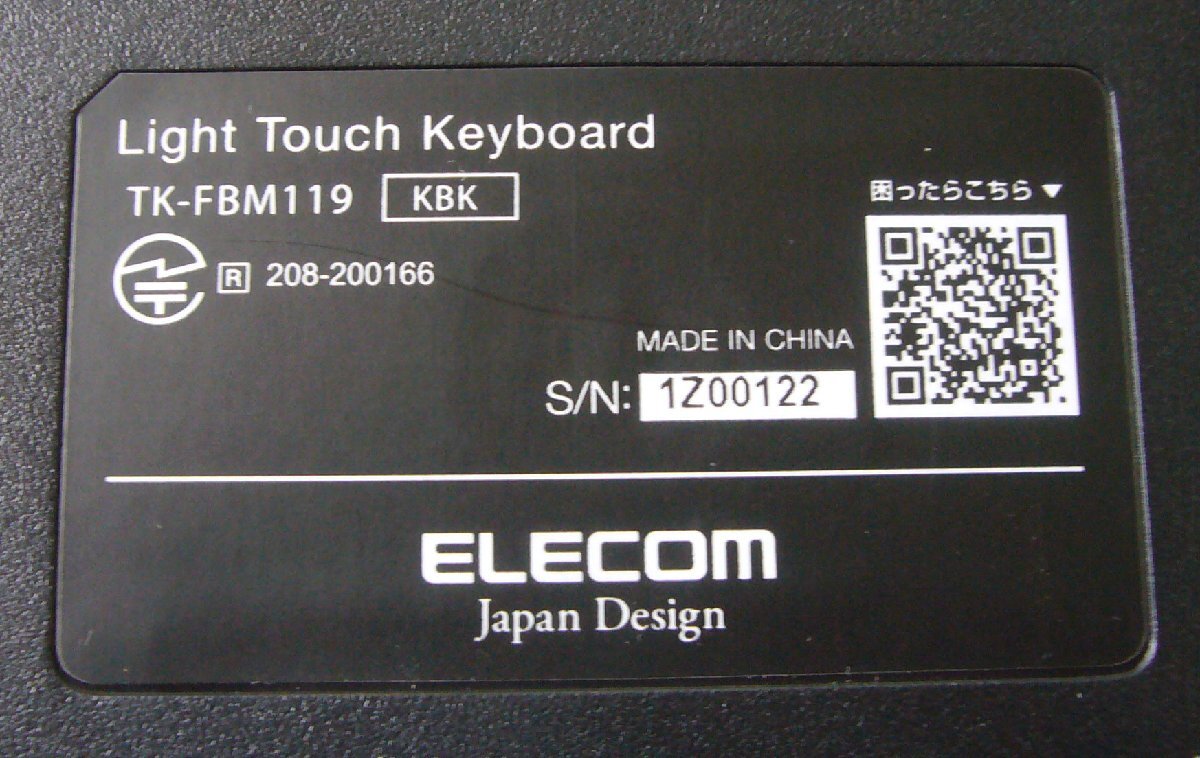 Light Touch Keyboard
TK-FBM119 KBK
困ったらこちら▼
R 208-200166
MADE IN CHINA
S/N: 1Z00122
ELECOM
Japan Design